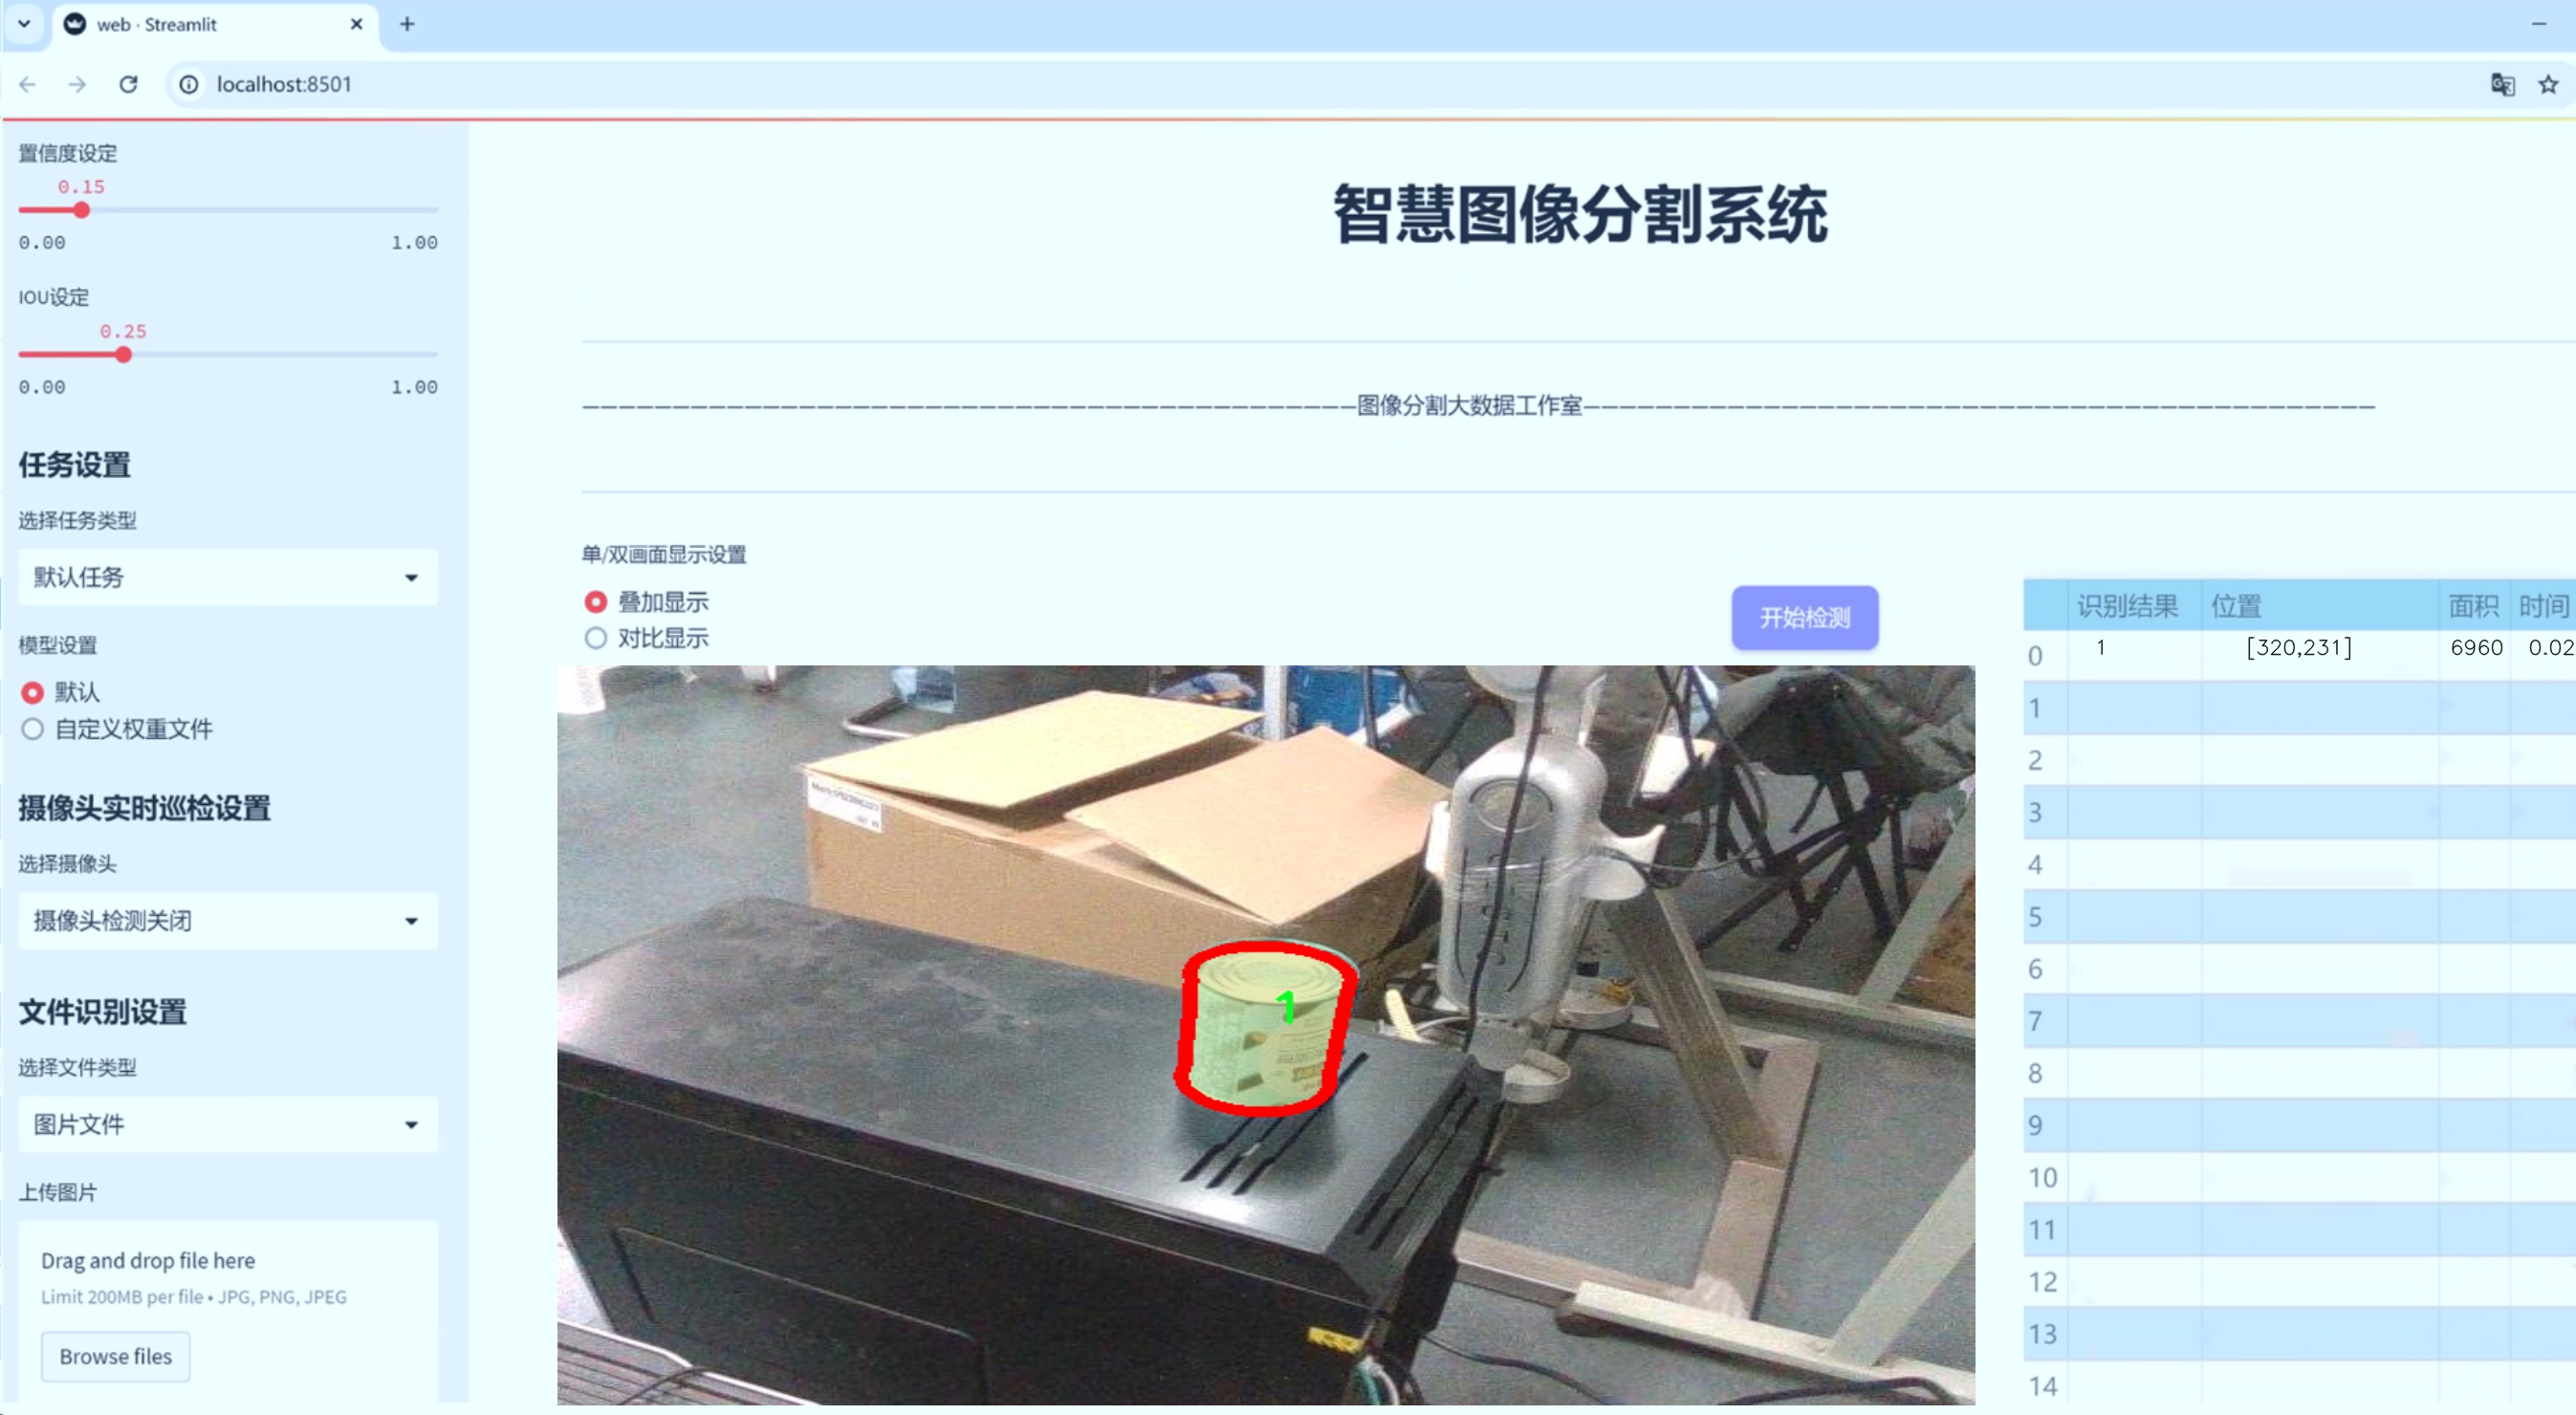 web · Streamlit
localhost:8501
置信度设定
0.15
0.00 1.00
IOU设定
0.25
0.00 1.00
任务设置
选择任务类型
默认任务
模型设置
默认
自定义权重文件
摄像头实时巡检设置
选择摄像头
摄像头检测关闭
文件识别设置
选择文件类型
图片文件
上传图片
Drag and drop file here
Limit 200MB per file • JPG, PNG, JPEG
Browse files
智慧图像分割系统
———————————————————————————————————————————图像分割大数据工作室————————————————————————————————————————————
单/双画面显示设置
叠加显示
对比显示
开始检测
1
识别结果 位置 面积 时间
0 1 [320,231] 6960 0.02
1
2
3
4
5
6
7
8
9
10
11
12
13
14